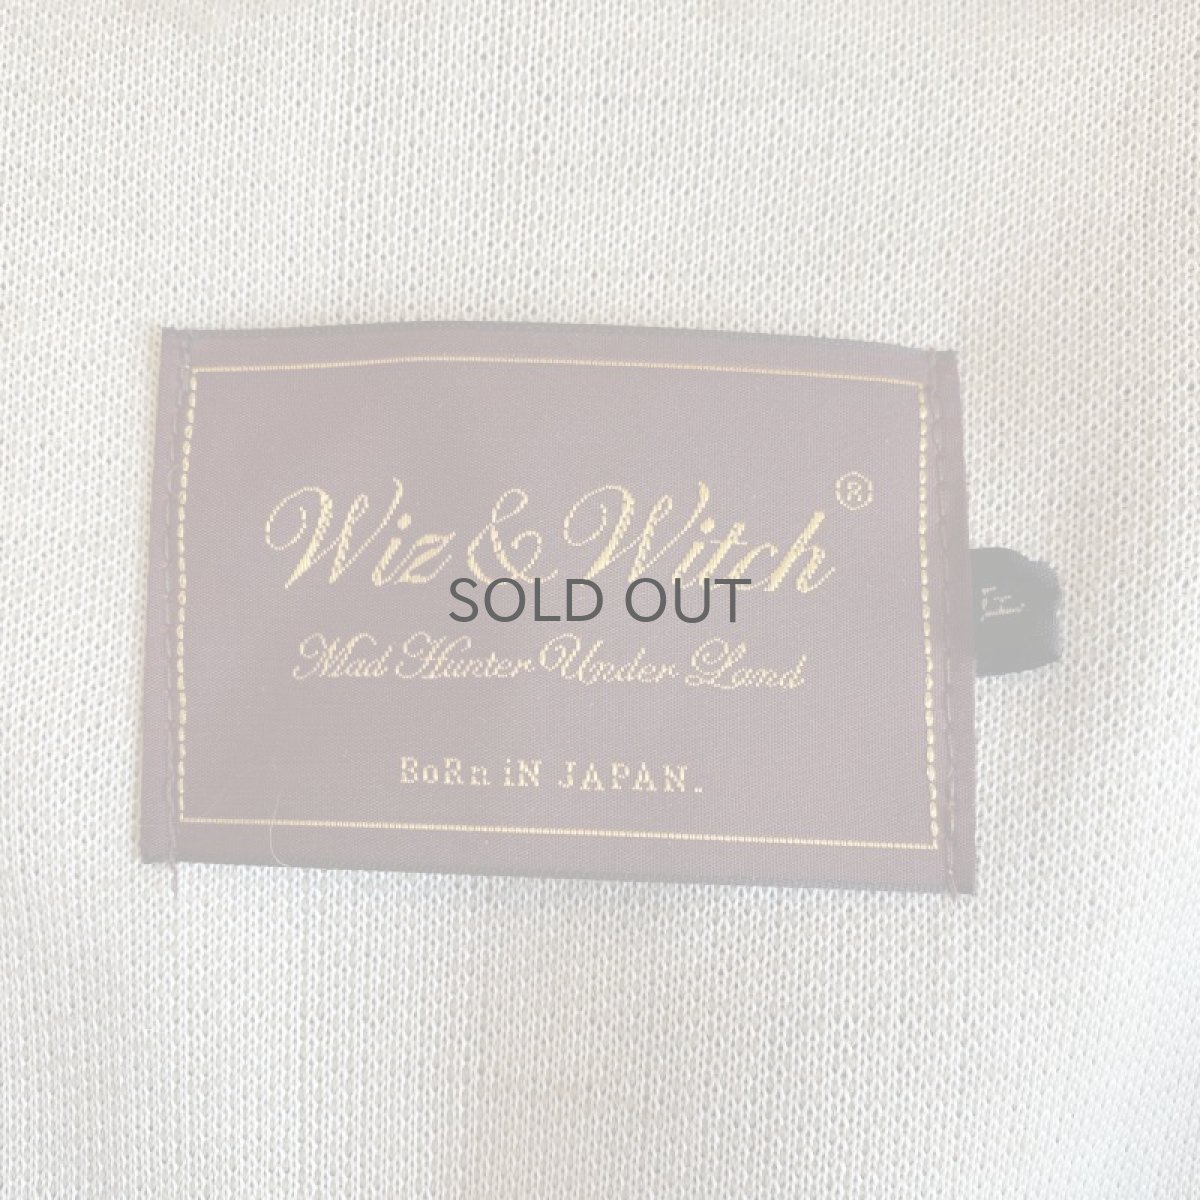 Wiz & Witch ®
SOLD OUT
Mad Hunter Under Land
BoRn iN JAPAN.